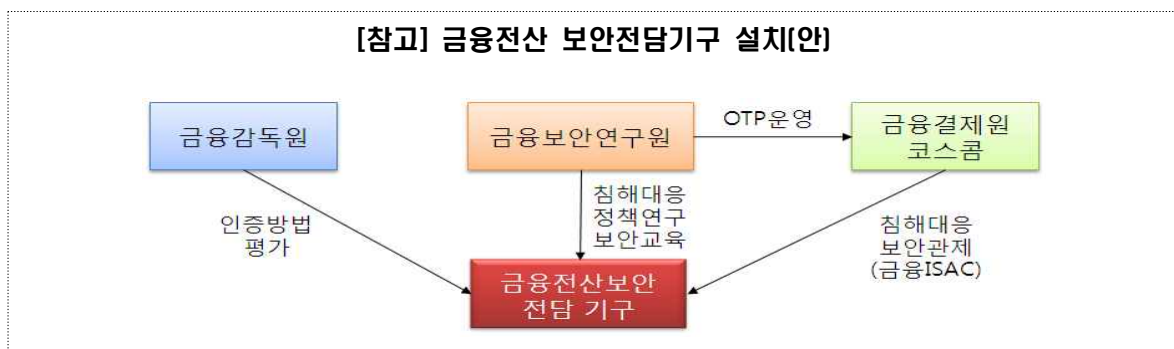 [참고] 금융전산 보안전담기구 설치(안)
금융감독원
금융보안연구원
OTP운영
금융결제원
코스콤
인증방법
평가
침해대응
정책연구
보안교육
침해대응
보안관제
(금융ISAC)
금융전산보안
전담 기구